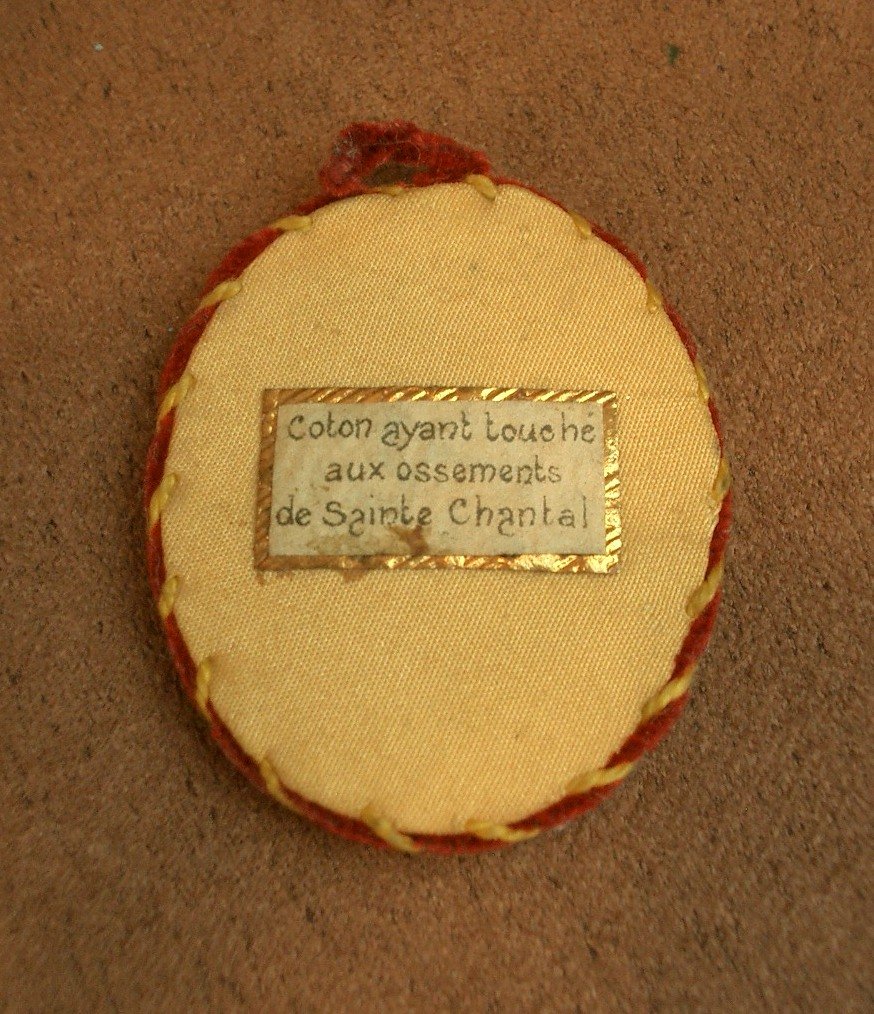 Coton ayant touché
aux ossements
de Sainte Chantal